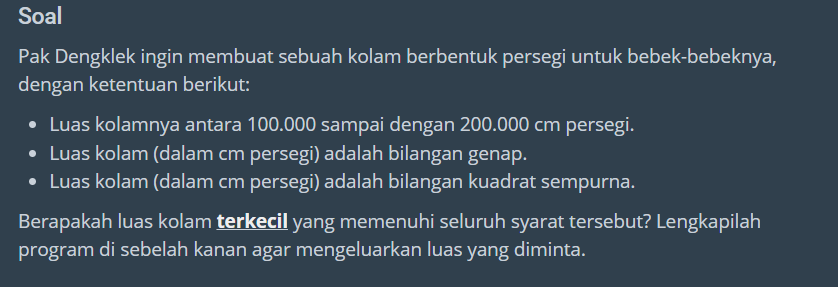 Soal
Pak Dengklek ingin membuat sebuah kolam berbentuk persegi untuk bebek-bebeknya,
dengan ketentuan berikut:
• Luas kolamnya antara 100.000 sampai dengan 200.000 cm persegi.
• Luas kolam (dalam cm persegi) adalah bilangan genap.
• Luas kolam (dalam cm persegi) adalah bilangan kuadrat sempurna.
Berapakah luas kolam terkecil yang memenuhi seluruh syarat tersebut? Lengkapilah
program di sebelah kanan agar mengeluarkan luas yang diminta.